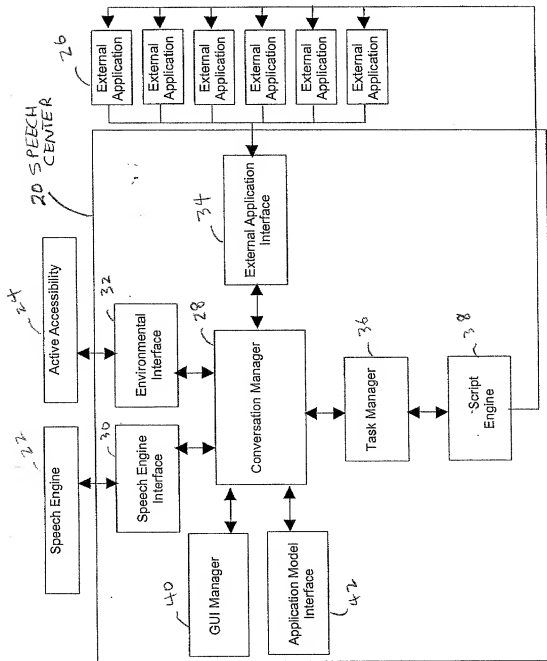 20 SPEECH
CENTER
22
Speech Engine
24
Active Accessibility
26
External
Application
External
Application
External
Application
External
Application
External
Application
External
Application
30
Speech Engine
Interface
32
Environmental
Interface
34
External Application
Interface
40
GUI Manager
28
Conversation Manager
Application Model
Interface
42
36
Task Manager
38
Script
Engine